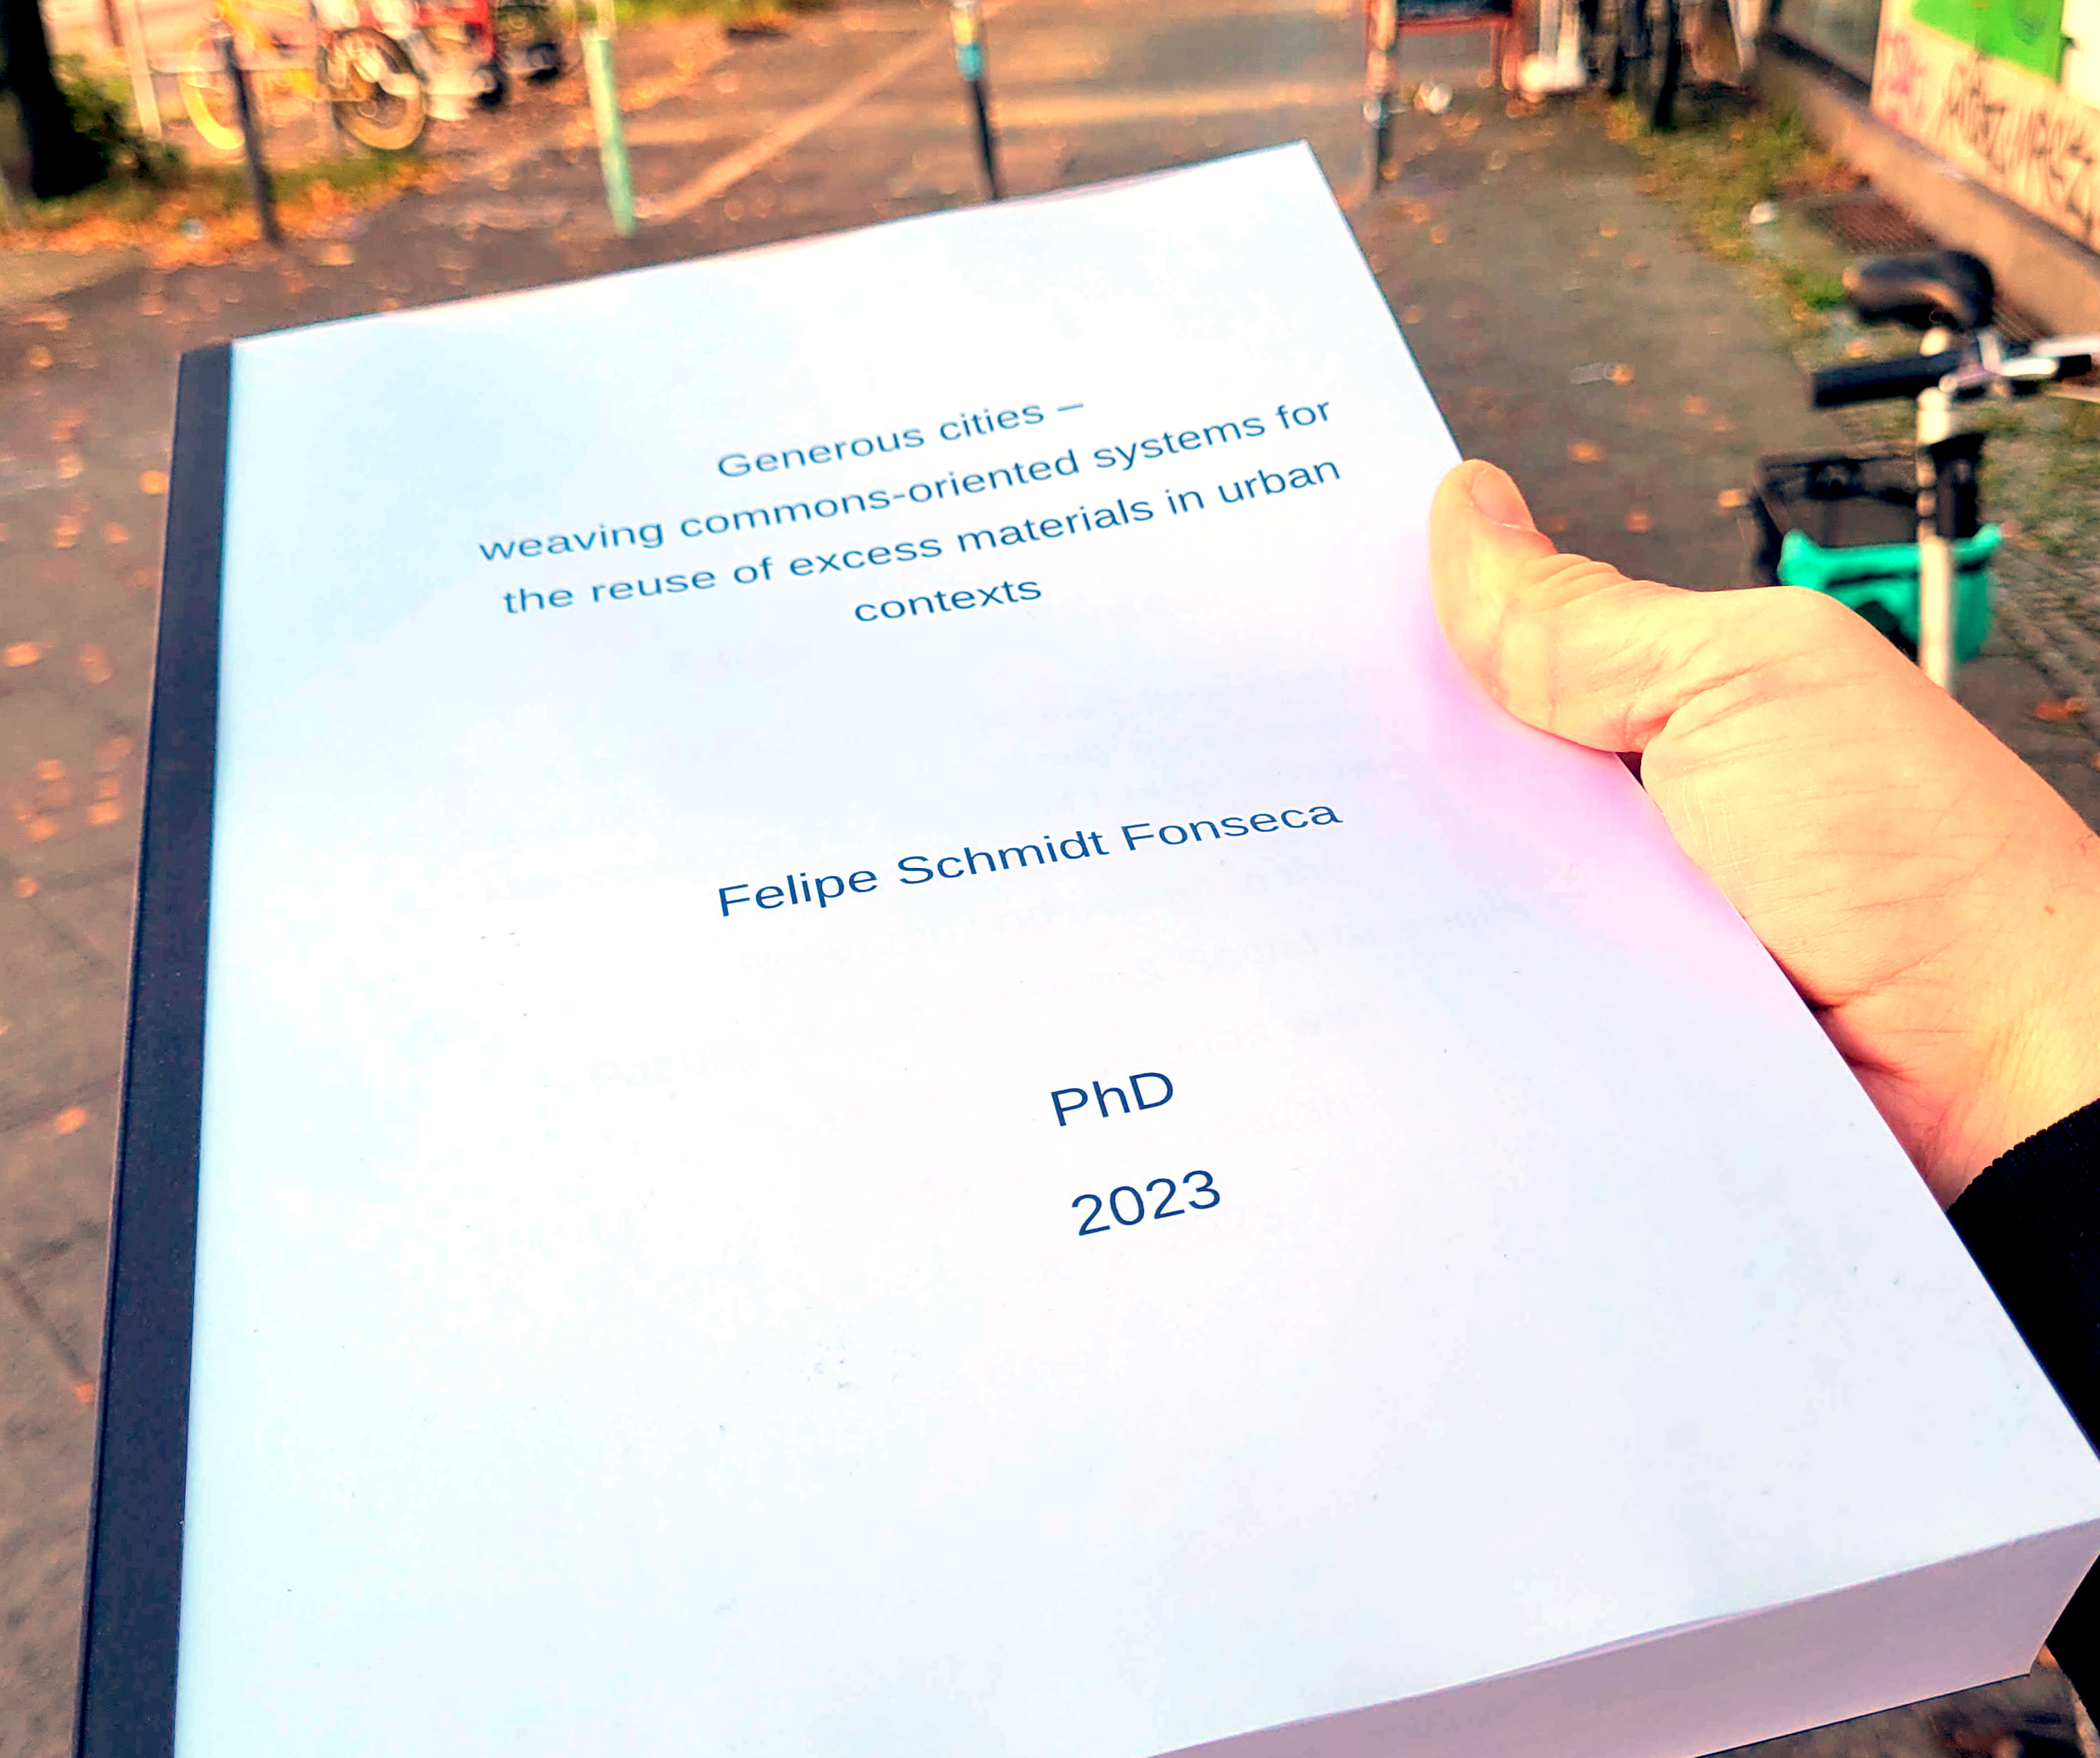 Generous cities –
weaving commons-oriented systems for
the reuse of excess materials in urban
contexts
Felipe Schmidt Fonseca
PhD
2023